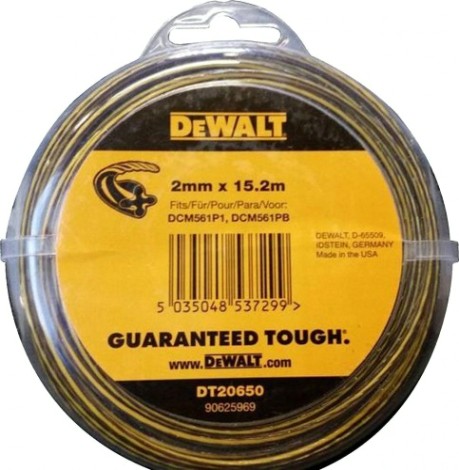 DEWALT
2mm x 15.2m
Fits/Für/Pour/Para/Voor:
DCM561P1, DCM561PB
DEWALT, D-65509,
IDSTEIN, GERMANY
Made in the USA
5 035048 537299 >
GUARANTEED TOUGH.®
www.DEWALT.com
DT20650
90625969